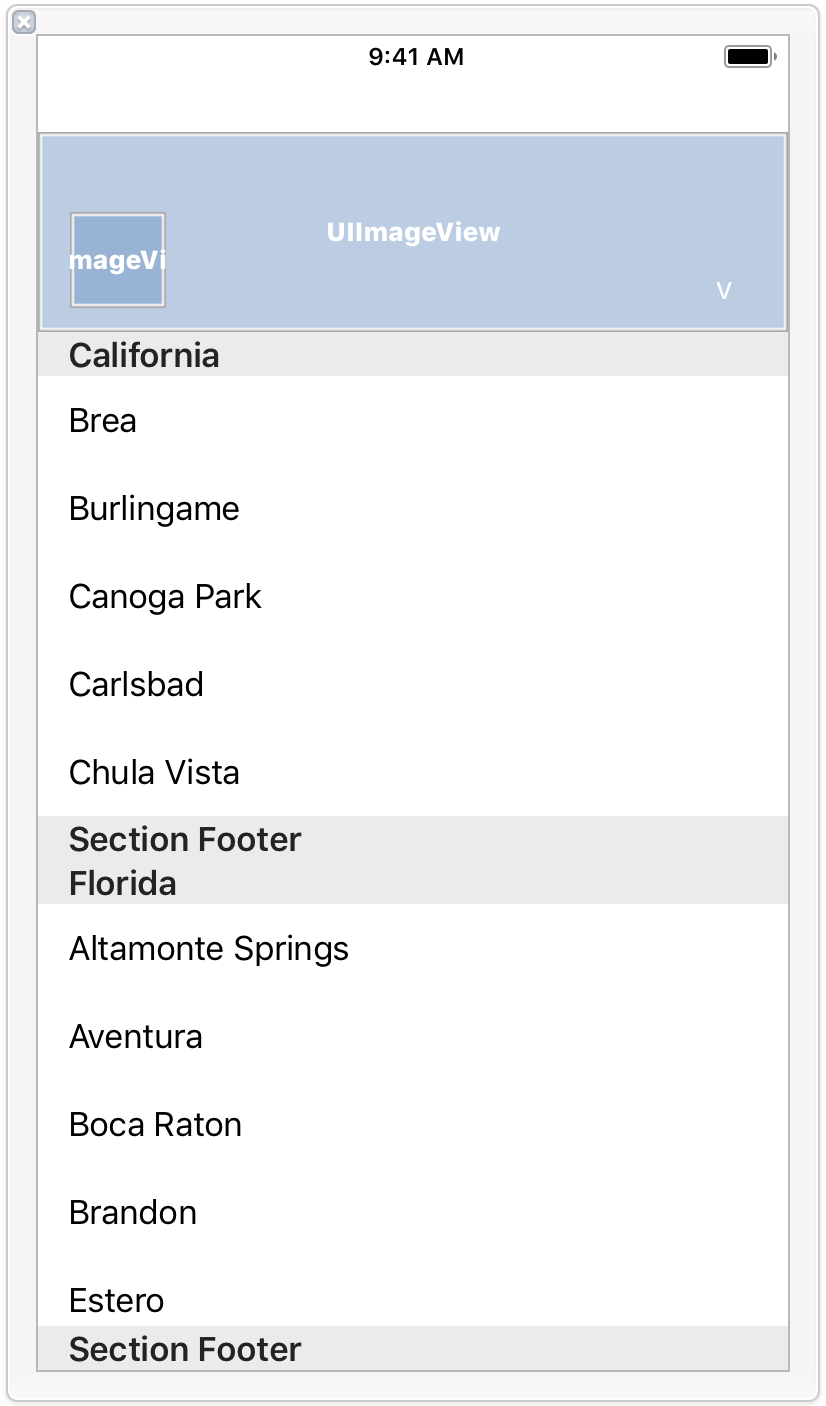 9:41 AM
UIImageView
mageVi
V
California
Brea
Burlingame
Canoga Park
Carlsbad
Chula Vista
Section Footer
Florida
Altamonte Springs
Aventura
Boca Raton
Brandon
Estero
Section Footer